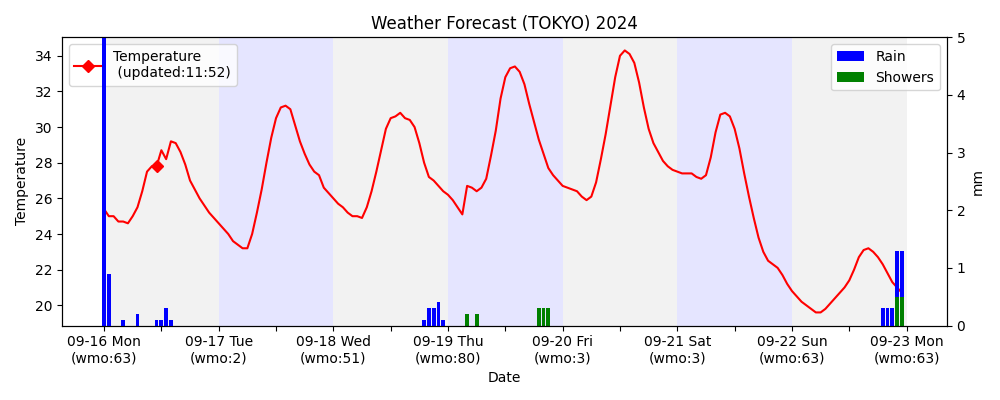 Weather Forecast (TOKYO) 2024
Temperature
(updated:11:52)
Rain
Showers
Temperature
34
32
30
28
26
24
22
20
5
4
3
2
1
0
mm
09-16 Mon
(wmo:63)
09-17 Tue
(wmo:2)
09-18 Wed
(wmo:51)
09-19 Thu
(wmo:80)
09-20 Fri
(wmo:3)
09-21 Sat
(wmo:3)
09-22 Sun
(wmo:63)
09-23 Mon
(wmo:63)
Date